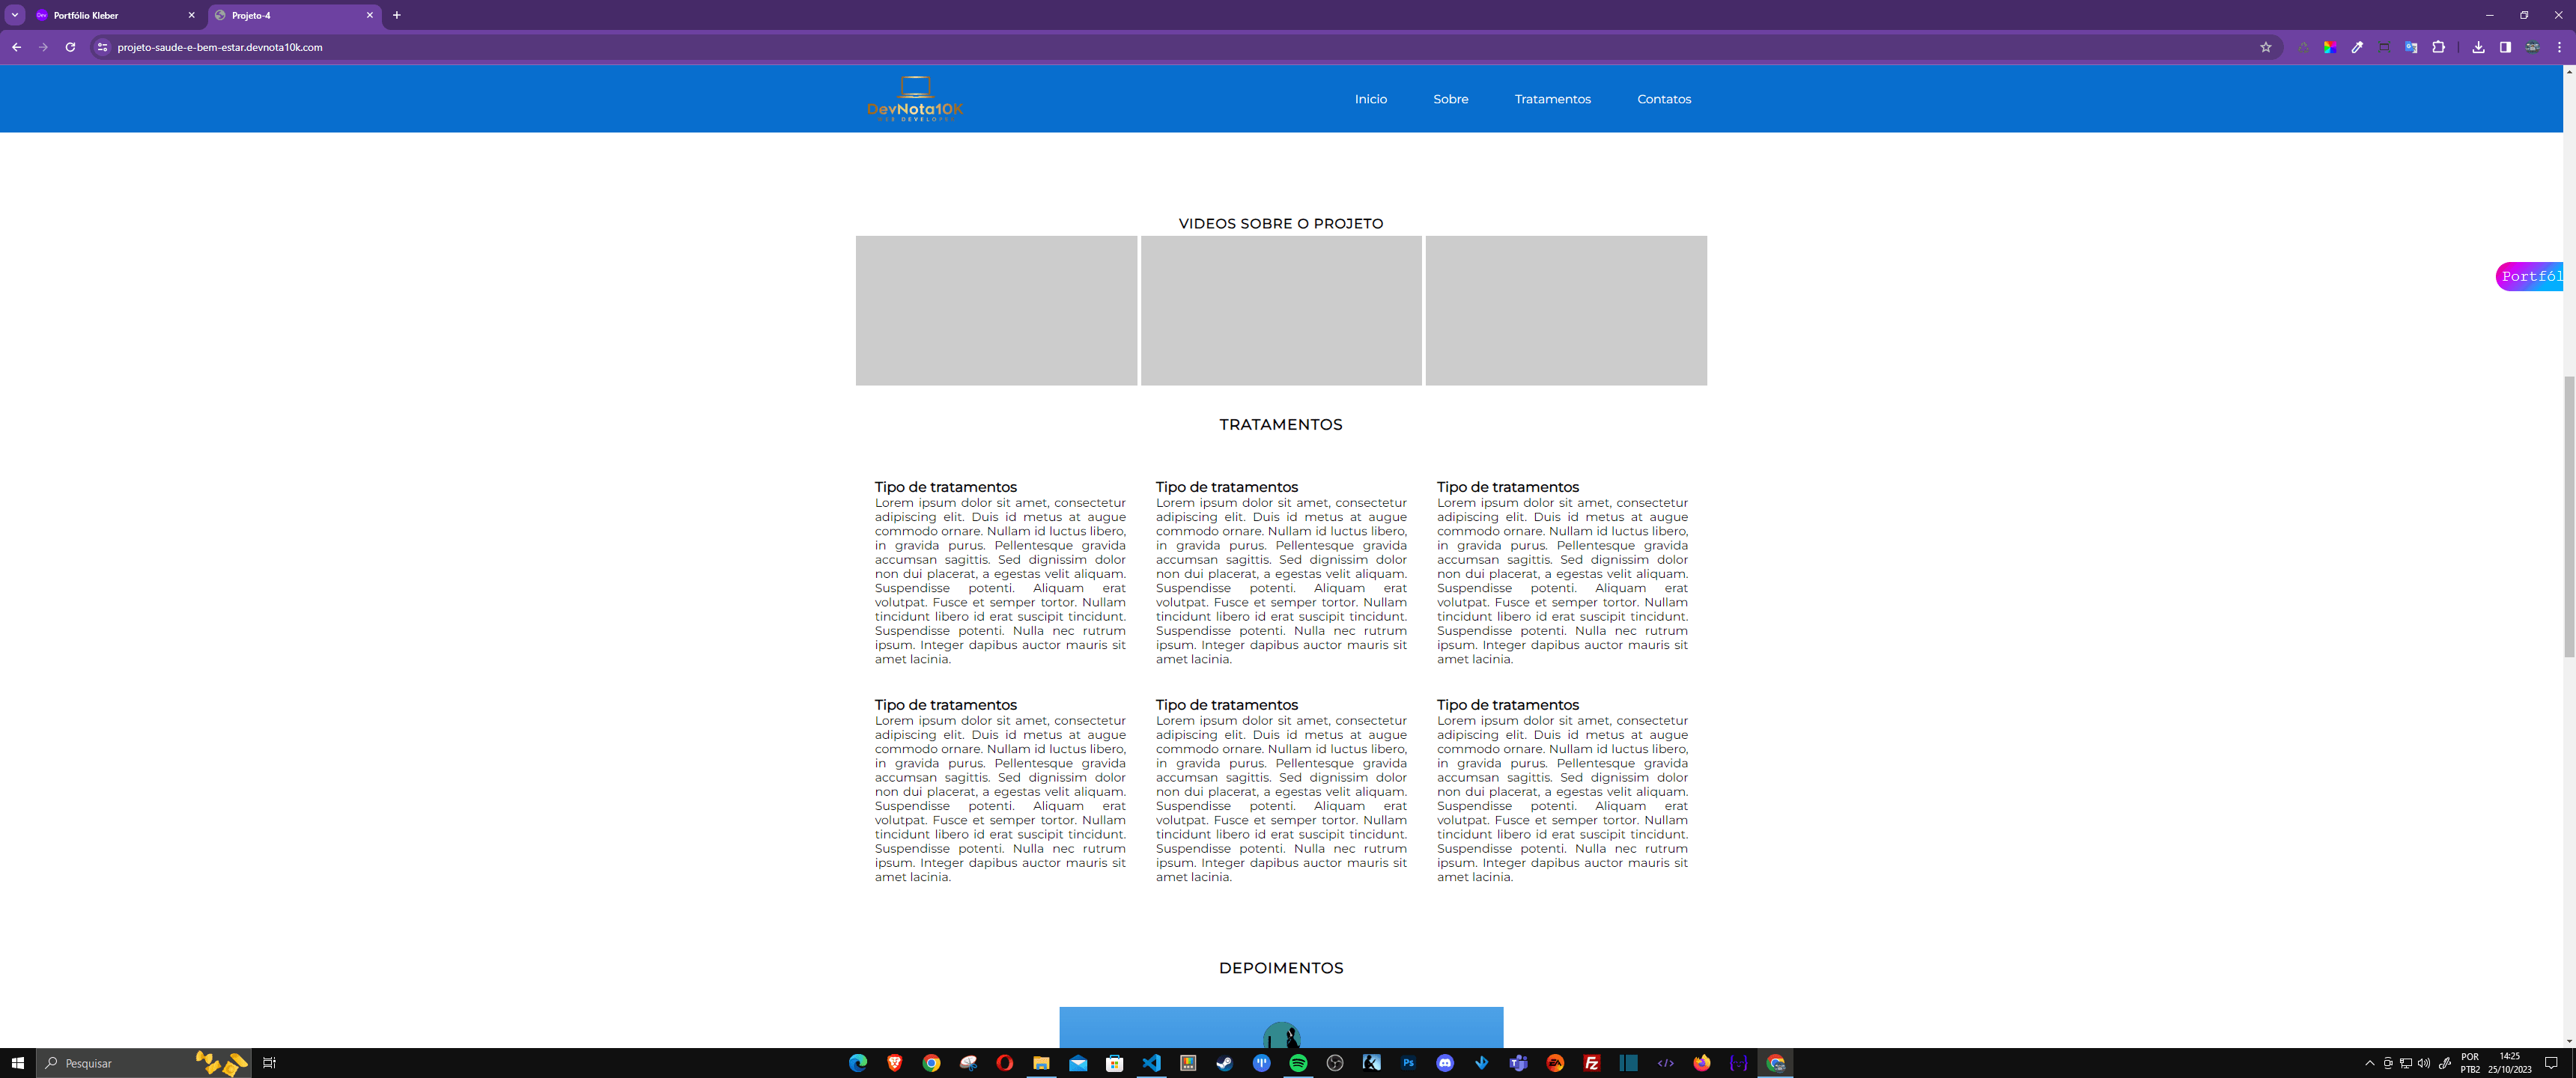 Portfólio Kleber
Projeto-4
projeto-saude-e-bem-estar.devnota10k.com
DevNota10K
Inicio Sobre Tratamentos Contatos
VIDEOS SOBRE O PROJETO
Portfól
TRATAMENTOS
Tipo de tratamentos
Lorem ipsum dolor sit amet, consectetur
adipiscing elit. Duis id metus at augue
commodo ornare. Nullam id luctus libero,
in gravida purus. Pellentesque gravida
accumsan sagittis. Sed dignissim dolor
non dui placerat, a egestas velit aliquam.
Suspendisse potenti. Aliquam erat
volutpat. Fusce et semper tortor. Nullam
tincidunt libero id erat suscipit tincidunt.
Suspendisse potenti. Nulla nec rutrum
ipsum. Integer dapibus auctor mauris sit
amet lacinia.
Tipo de tratamentos
Lorem ipsum dolor sit amet, consectetur
adipiscing elit. Duis id metus at augue
commodo ornare. Nullam id luctus libero,
in gravida purus. Pellentesque gravida
accumsan sagittis. Sed dignissim dolor
non dui placerat, a egestas velit aliquam.
Suspendisse potenti. Aliquam erat
volutpat. Fusce et semper tortor. Nullam
tincidunt libero id erat suscipit tincidunt.
Suspendisse potenti. Nulla nec rutrum
ipsum. Integer dapibus auctor mauris sit
amet lacinia.
Tipo de tratamentos
Lorem ipsum dolor sit amet, consectetur
adipiscing elit. Duis id metus at augue
commodo ornare. Nullam id luctus libero,
in gravida purus. Pellentesque gravida
accumsan sagittis. Sed dignissim dolor
non dui placerat, a egestas velit aliquam.
Suspendisse potenti. Aliquam erat
volutpat. Fusce et semper tortor. Nullam
tincidunt libero id erat suscipit tincidunt.
Suspendisse potenti. Nulla nec rutrum
ipsum. Integer dapibus auctor mauris sit
amet lacinia.
Tipo de tratamentos
Lorem ipsum dolor sit amet, consectetur
adipiscing elit. Duis id metus at augue
commodo ornare. Nullam id luctus libero,
in gravida purus. Pellentesque gravida
accumsan sagittis. Sed dignissim dolor
non dui placerat, a egestas velit aliquam.
Suspendisse potenti. Aliquam erat
volutpat. Fusce et semper tortor. Nullam
tincidunt libero id erat suscipit tincidunt.
Suspendisse potenti. Nulla nec rutrum
ipsum. Integer dapibus auctor mauris sit
amet lacinia.
Tipo de tratamentos
Lorem ipsum dolor sit amet, consectetur
adipiscing elit. Duis id metus at augue
commodo ornare. Nullam id luctus libero,
in gravida purus. Pellentesque gravida
accumsan sagittis. Sed dignissim dolor
non dui placerat, a egestas velit aliquam.
Suspendisse potenti. Aliquam erat
volutpat. Fusce et semper tortor. Nullam
tincidunt libero id erat suscipit tincidunt.
Suspendisse potenti. Nulla nec rutrum
ipsum. Integer dapibus auctor mauris sit
amet lacinia.
Tipo de tratamentos
Lorem ipsum dolor sit amet, consectetur
adipiscing elit. Duis id metus at augue
commodo ornare. Nullam id luctus libero,
in gravida purus. Pellentesque gravida
accumsan sagittis. Sed dignissim dolor
non dui placerat, a egestas velit aliquam.
Suspendisse potenti. Aliquam erat
volutpat. Fusce et semper tortor. Nullam
tincidunt libero id erat suscipit tincidunt.
Suspendisse potenti. Nulla nec rutrum
ipsum. Integer dapibus auctor mauris sit
amet lacinia.
DEPOIMENTOS
Pesquisar
POR
PTB2
14:25
25/10/2023